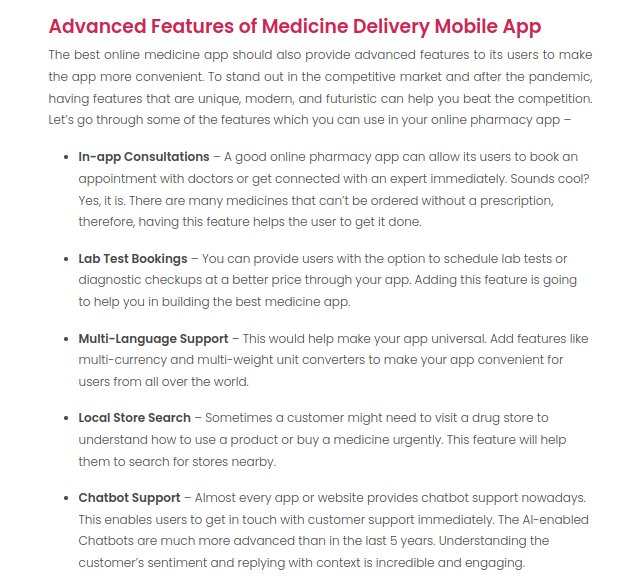 Advanced Features of Medicine Delivery Mobile App
The best online medicine app should also provide advanced features to its users to make
the app more convenient. To stand out in the competitive market and after the pandemic,
having features that are unique, modern, and futuristic can help you beat the competition.
Let’s go through some of the features which you can use in your online pharmacy app –
• In-app Consultations – A good online pharmacy app can allow its users to book an
appointment with doctors or get connected with an expert immediately. Sounds cool?
Yes, it is. There are many medicines that can’t be ordered without a prescription,
therefore, having this feature helps the user to get it done.
• Lab Test Bookings – You can provide users with the option to schedule lab tests or
diagnostic checkups at a better price through your app. Adding this feature is going
to help you in building the best medicine app.
• Multi-Language Support – This would help make your app universal. Add features like
multi-currency and multi-weight unit converters to make your app convenient for
users from all over the world.
• Local Store Search – Sometimes a customer might need to visit a drug store to
understand how to use a product or buy a medicine urgently. This feature will help
them to search for stores nearby.
• Chatbot Support – Almost every app or website provides chatbot support nowadays.
This enables users to get in touch with customer support immediately. The AI-enabled
Chatbots are much more advanced than in the last 5 years. Understanding the
customer’s sentiment and replying with context is incredible and engaging.